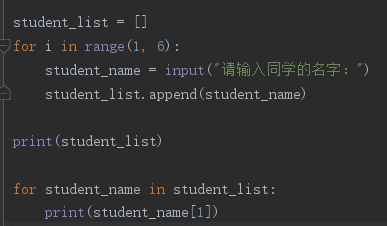 student_list = []
for i in range(1, 6):
    student_name = input("请输入同学的名字：")
    student_list.append(student_name)
print(student_list)
for student_name in student_list:
    print(student_name[1])